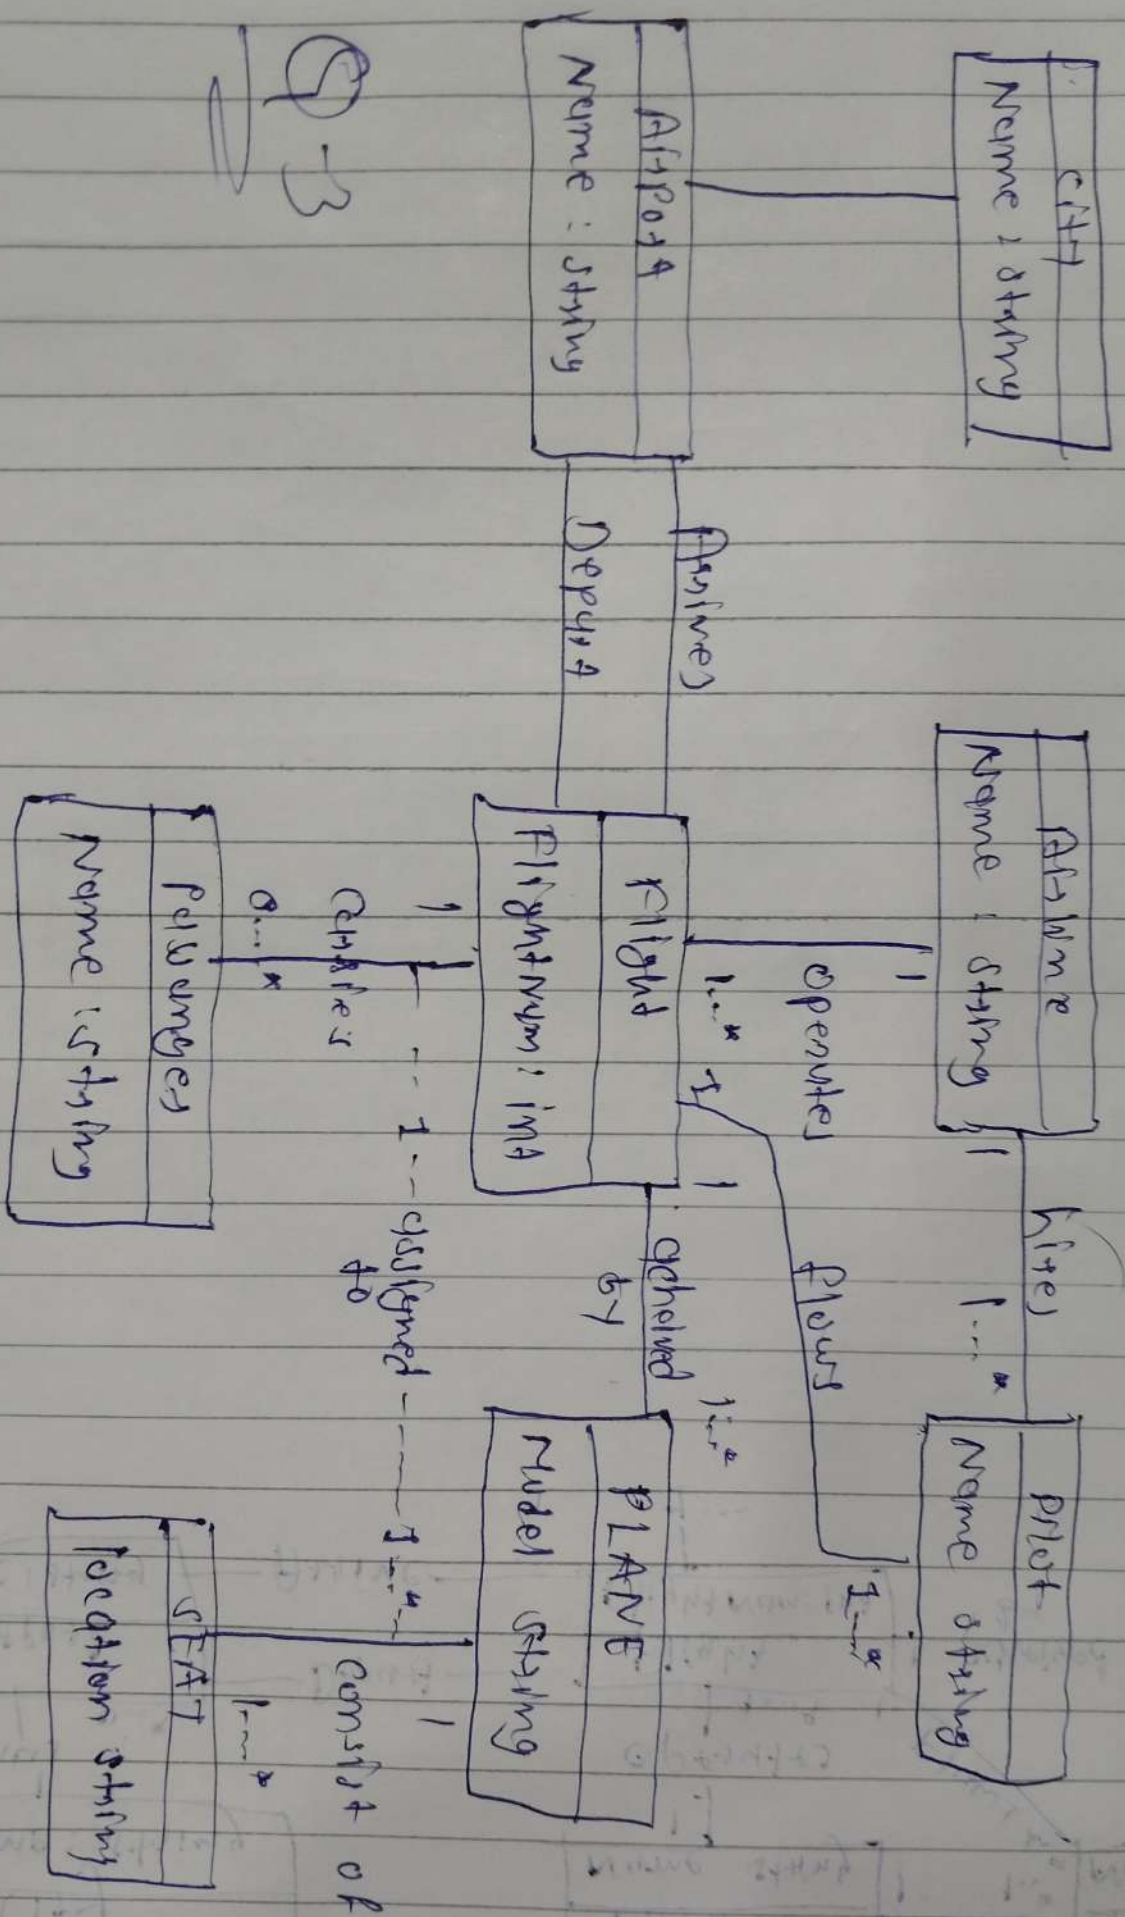 Q-3
City
Name : string
Airline
Name : string
hires
1
1...*
Pilot
Name string
1
operates
1...*
1
flows
1...*
Airport
Name : string
Arrives
Depart
Flight
Flightnum : int
1
1...*
by
PLANE
Model string
1
Carries
0...*
1
assigned
to
1...*
1
Consist of
1...*
Passanger
Name : string
SEAT
location string